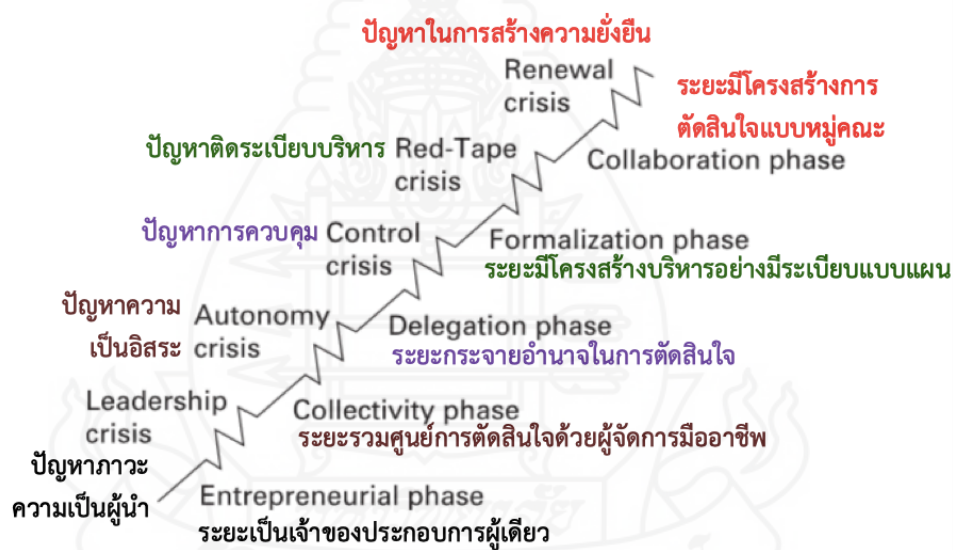 ปัญหาในการสร้างความยั่งยืน
Renewal
crisis
ระยะมีโครงสร้างการ
ตัดสินใจแบบหมู่คณะ
Collaboration phase
ปัญหาติดระเบียบบริหาร
Red-Tape
crisis
Formalization phase
ระยะมีโครงสร้างบริหารอย่างมีระเบียบแบบแผน
ปัญหาการควบคุม
Control
crisis
Delegation phase
ระยะกระจายอำนาจในการตัดสินใจ
ปัญหาความ
เป็นอิสระ
Autonomy
crisis
Collectivity phase
ระยะรวมศูนย์การตัดสินใจด้วยผู้จัดการมืออาชีพ
Leadership
crisis
ปัญหาภาวะ
ความเป็นผู้นำ
Entrepreneurial phase
ระยะเป็นเจ้าของประกอบการผู้เดียว